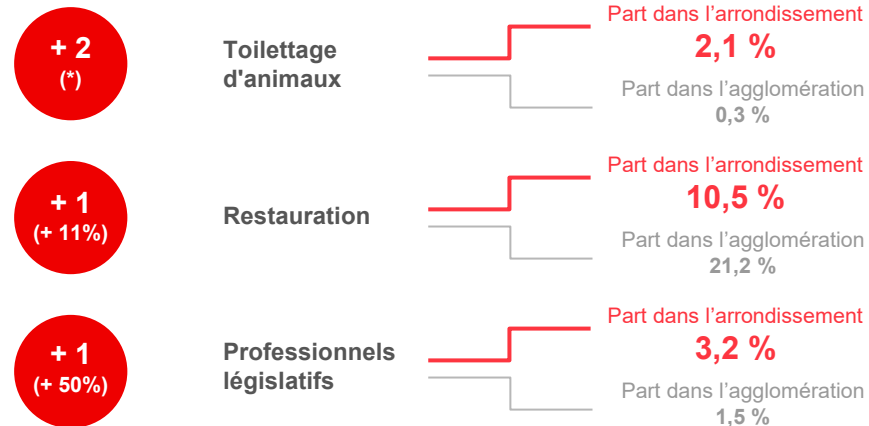 + 2
(*)
Toilettage
d'animaux
Part dans l'arrondissement
2,1 %
Part dans l'agglomération
0,3 %
+ 1
(+ 11%)
Restauration
Part dans l'arrondissement
10,5 %
Part dans l'agglomération
21,2 %
+ 1
(+ 50%)
Professionnels
législatifs
Part dans l'arrondissement
3,2 %
Part dans l'agglomération
1,5 %